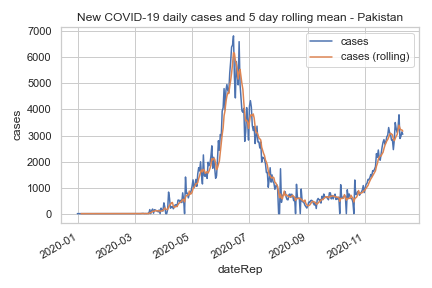 New COVID-19 daily cases and 5 day rolling mean - Pakistan
cases
cases (rolling)
7000
6000
5000
4000
3000
2000
1000
0
cases
2020-01
2020-03
2020-05
2020-07
2020-09
2020-11
dateRep